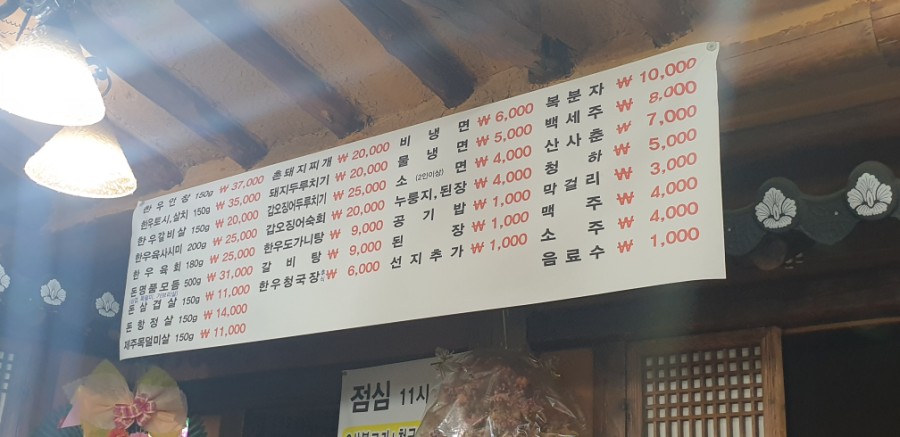 한우안창 150g ₩37,000
한우토시,살치 150g ₩35,000
한우갈비살 150g ₩20,000
한우육사시미 200g ₩25,000
한우육회 180g ₩25,000
돈명품모듬 500g ₩31,000
돈삼겹살 150g ₩11,000
돈항정살 150g ₩14,000
제주목덜미살 150g ₩11,000
촌돼지찌개 ₩20,000
돼지두루치기 ₩20,000
갑오징어두루치기 ₩25,000
갑오징어숙회 ₩20,000
한우도가니탕 ₩9,000
갈비탕 ₩9,000
한우청국장 ₩6,000
비냉면 ₩6,000
물냉면 ₩5,000
소(2인이상)면 ₩4,000
누룽지,된장 ₩4,000
공기밥 ₩1,000
된장 ₩1,000
선지추가 ₩1,000
복분자 ₩10,000
백세주 ₩8,000
산사춘 ₩7,000
청하 ₩5,000
막걸리 ₩3,000
맥주 ₩4,000
소주 ₩4,000
음료수 ₩1,000
점심 11시